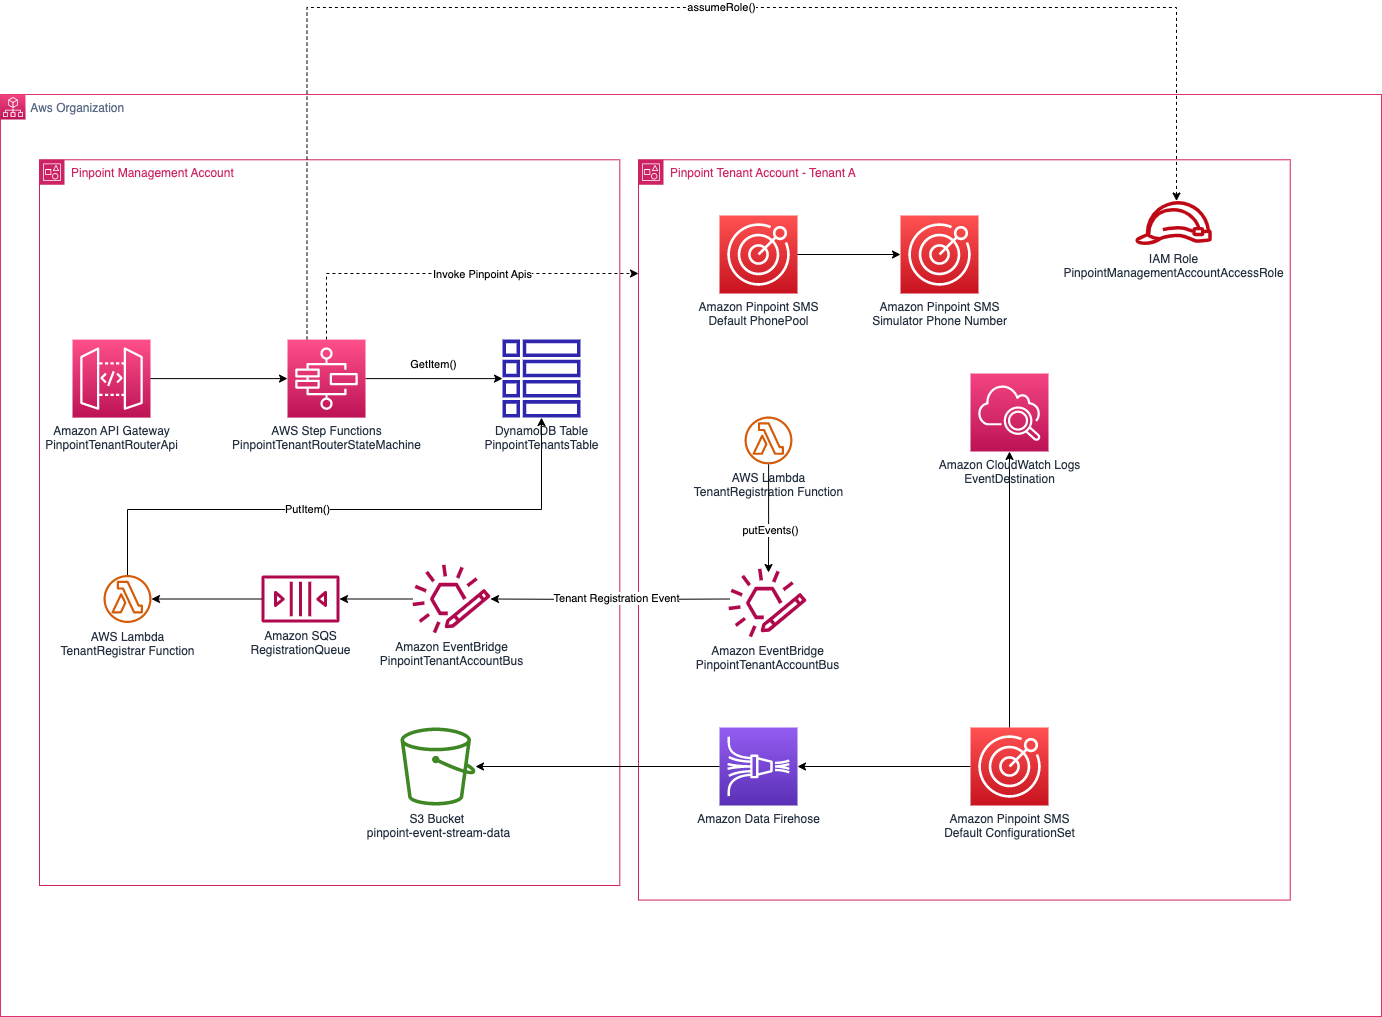 assumeRole()
Aws Organization
Pinpoint Management Account
Pinpoint Tenant Account - Tenant A
IAM Role
PinpointManagementAccountAccessRole
Invoke Pinpoint Apis
Amazon Pinpoint SMS
Default PhonePool
Amazon Pinpoint SMS
Simulator Phone Number
GetItem()
Amazon API Gateway
PinpointTenantRouterApi
AWS Step Functions
PinpointTenantRouterStateMachine
DynamoDB Table
PinpointTenantsTable
Amazon CloudWatch Logs
EventDestination
AWS Lambda
TenantRegistration Function
PutItem()
putEvents()
Tenant Registration Event
AWS Lambda
TenantRegistrar Function
Amazon SQS
RegistrationQueue
Amazon EventBridge
PinpointTenantAccountBus
Amazon EventBridge
PinpointTenantAccountBus
S3 Bucket
pinpoint-event-stream-data
Amazon Data Firehose
Amazon Pinpoint SMS
Default ConfigurationSet